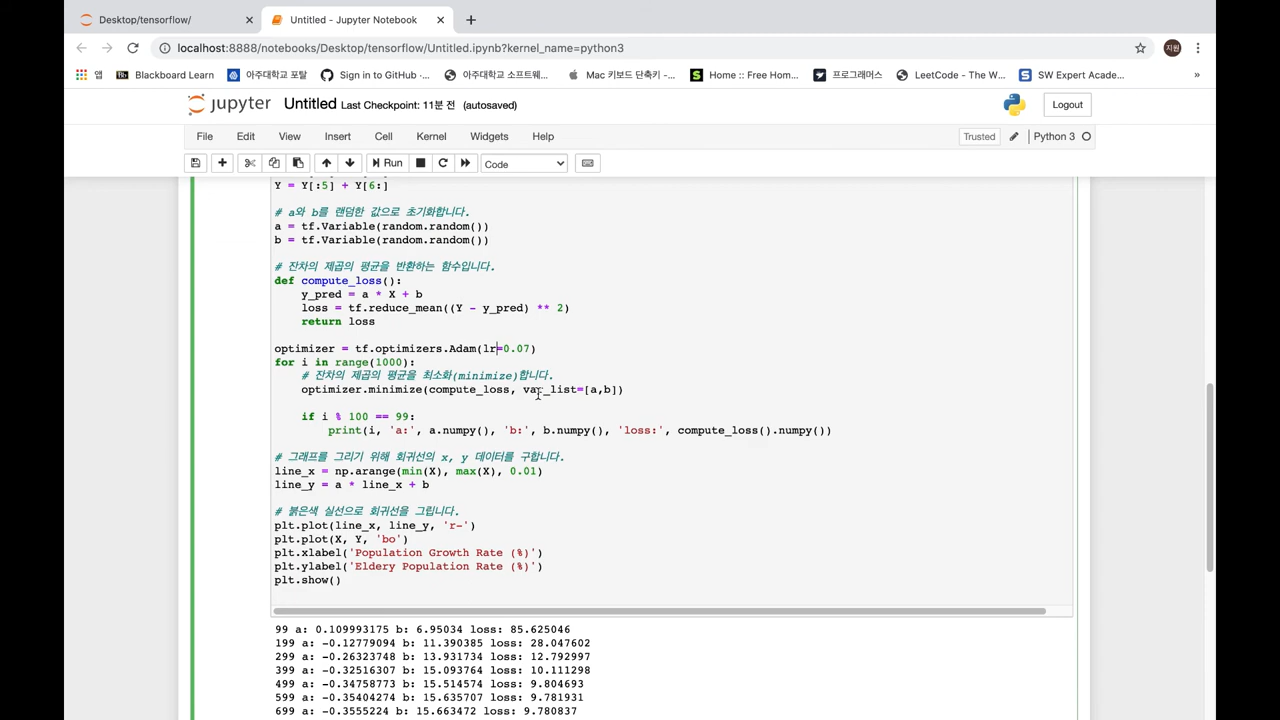 Desktop/tensorflow/
Untitled - Jupyter Notebook
localhost:8888/notebooks/Desktop/tensorflow/Untitled.ipynb?kernel_name=python3
지원
앱
Blackboard Learn
아주대학교 포탈
Sign in to GitHub ·...
아주대학교 소프트웨...
Mac 키보드 단축키 -...
Home :: Free Hom...
프로그래머스
LeetCode - The W...
SW Expert Acade...
»
jupyter Untitled Last Checkpoint: 11분 전 (autosaved)
Logout
File Edit View Insert Cell Kernel Widgets Help
Trusted
Python 3
Run
Code
Y = Y[:5] + Y[6:]
# a와 b를 랜덤한 값으로 초기화합니다.
a = tf.Variable(random.random())
b = tf.Variable(random.random())
# 잔차의 제곱의 평균을 반환하는 함수입니다.
def compute_loss():
y_pred = a * X + b
loss = tf.reduce_mean((Y - y_pred) ** 2)
return loss
optimizer = tf.optimizers.Adam(lr=0.07)
for i in range(1000):
# 잔차의 제곱의 평균을 최소화(minimize)합니다.
optimizer.minimize(compute_loss, var_list=[a,b])
if i % 100 == 99:
print(i, 'a:', a.numpy(), 'b:', b.numpy(), 'loss:', compute_loss().numpy())
# 그래프를 그리기 위해 회귀선의 x, y 데이터를 구합니다.
line_x = np.arange(min(X), max(X), 0.01)
line_y = a * line_x + b
# 붉은색 실선으로 회귀선을 그립니다.
plt.plot(line_x, line_y, 'r-')
plt.plot(X, Y, 'bo')
plt.xlabel('Population Growth Rate (%)')
plt.ylabel('Eldery Population Rate (%)')
plt.show()
99 a: 0.109993175 b: 6.95034 loss: 85.625046
199 a: -0.12779094 b: 11.390385 loss: 28.047602
299 a: -0.26323748 b: 13.931734 loss: 12.792997
399 a: -0.32516307 b: 15.093764 loss: 10.111298
499 a: -0.34758773 b: 15.514574 loss: 9.804693
599 a: -0.35404274 b: 15.635707 loss: 9.781931
699 a: -0.3555224 b: 15.663472 loss: 9.780837